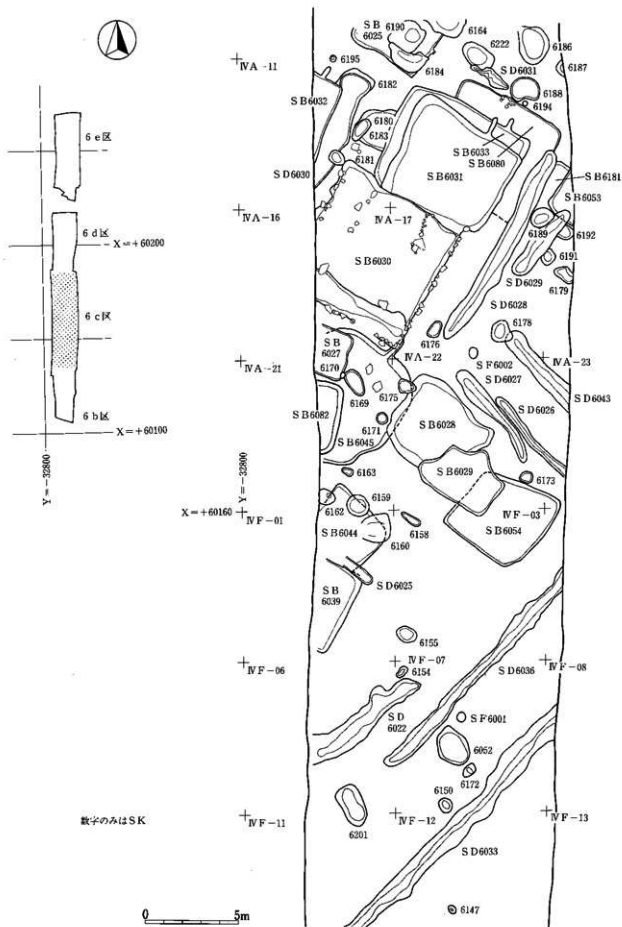 SB
6025
6190
6164
6222
6186
SD6031
6187
6195
ⅣA-11
6184
6182
6188
6194
SB6032
6180
6183
SB6033
SB6080
6181
SB6031
SB6181
SB6053
SD6030
ⅣA-16
ⅣA-17
6189
6192
6191
SB6030
SD6029
6179
SD6028
6176
6178
SB
6027
ⅣA-22
ⅣA-23
ⅣA-21
6170
SF6002
6169
6175
SD6027
SD6026
SD6043
SB6082
6171
SB6028
SB6045
6163
SB6029
6173
X=+60160
ⅣF-01
6162
6159
6158
ⅣF-03
SB6044
6160
SB6054
SB
6039
SD6025
6155
ⅣF-06
ⅣF-07
6154
ⅣF-08
SD6036
SD
6022
SF6001
6052
6172
6150
ⅣF-11
6201
ⅣF-12
ⅣF-13
SD6033
6147
6e区
6d区
X=+60200
6c区
6b区
X=+60100
Y=-32800
Y=-32800
数字のみはSK
0
5m